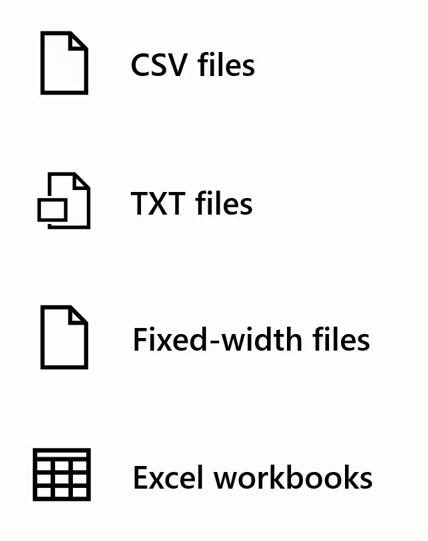 CSV files
TXT files
Fixed-width files
Excel workbooks